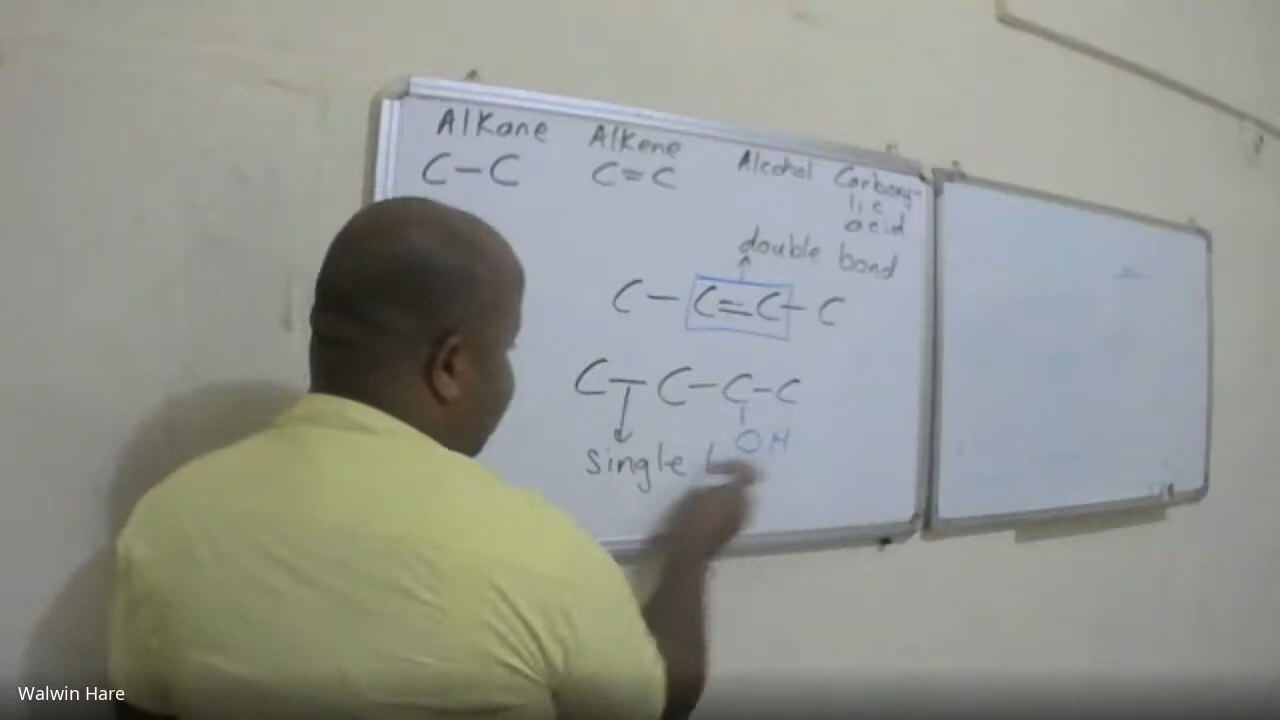 Alkane Alkene Alcohol Carboxy-
lic
acid
C-C C=C
double bond
C-C=C-C
C-C-C-C
OH
single
Walwin Hare